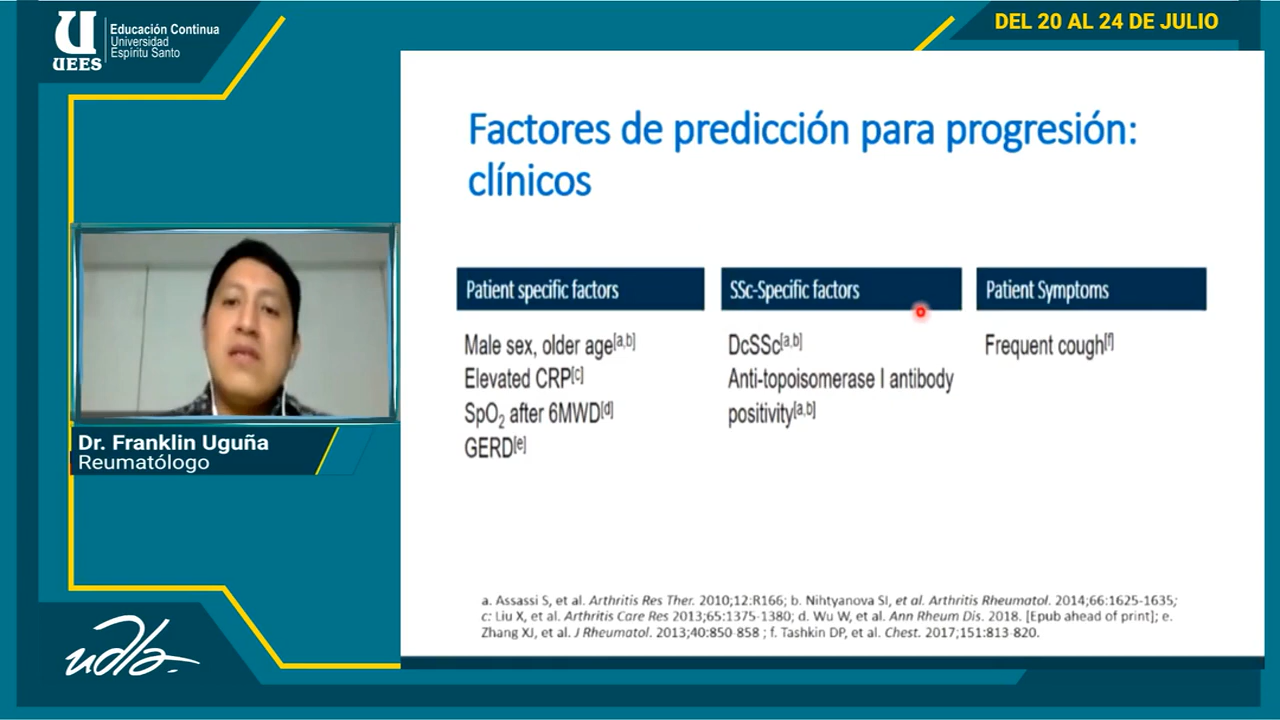 UEES
Educación Continua
Universidad
Espíritu Santo
DEL 20 AL 24 DE JULIO
Factores de predicción para progresión:
clínicos
Patient specific factors
Male sex, older age[a,b]
Elevated CRP[c]
SpO₂ after 6MWD[d]
GERD[e]
SSc-Specific factors
DcSSc[a,b]
Anti-topoisomerase I antibody
positivity[a,b]
Patient Symptoms
Frequent cough[f]
Dr. Franklin Uguña
Reumatólogo
a. Assassi S, et al. Arthritis Res Ther. 2010;12:R166; b. Nihtyanova SI, et al. Arthritis Rheumatol. 2014;66:1625-1635;
c: Liu X, et al. Arthritis Care Res 2013;65:1375-1380; d. Wu W, et al. Ann Rheum Dis. 2018. [Epub ahead of print]; e.
Zhang XJ, et al. J Rheumatol. 2013;40:850-858 ; f. Tashkin DP, et al. Chest. 2017;151:813-820.
udla.